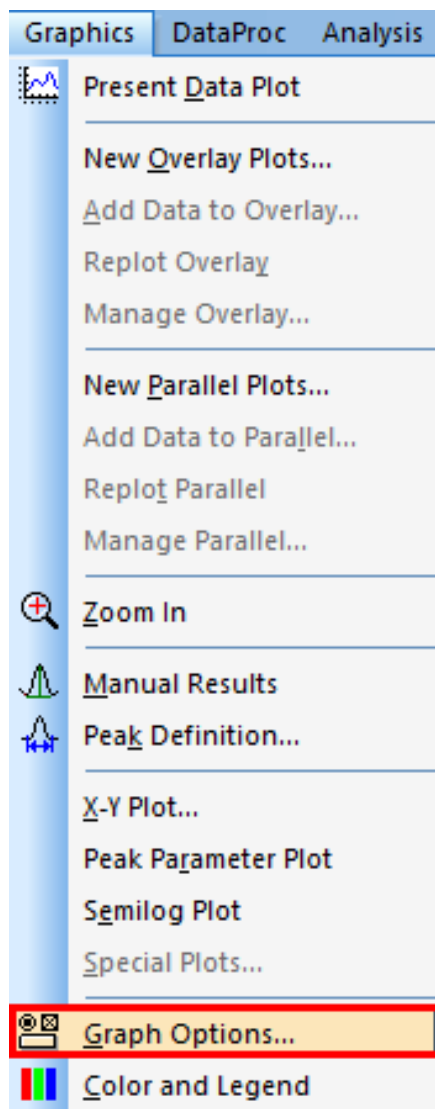 Graphics DataProc Analysis
Present Data Plot
New Overlay Plots...
Add Data to Overlay...
Replot Overlay
Manage Overlay...
New Parallel Plots...
Add Data to Parallel...
Replot Parallel
Manage Parallel...
Zoom In
Manual Results
Peak Definition...
X-Y Plot...
Peak Parameter Plot
Semilog Plot
Special Plots...
Graph Options...
Color and Legend